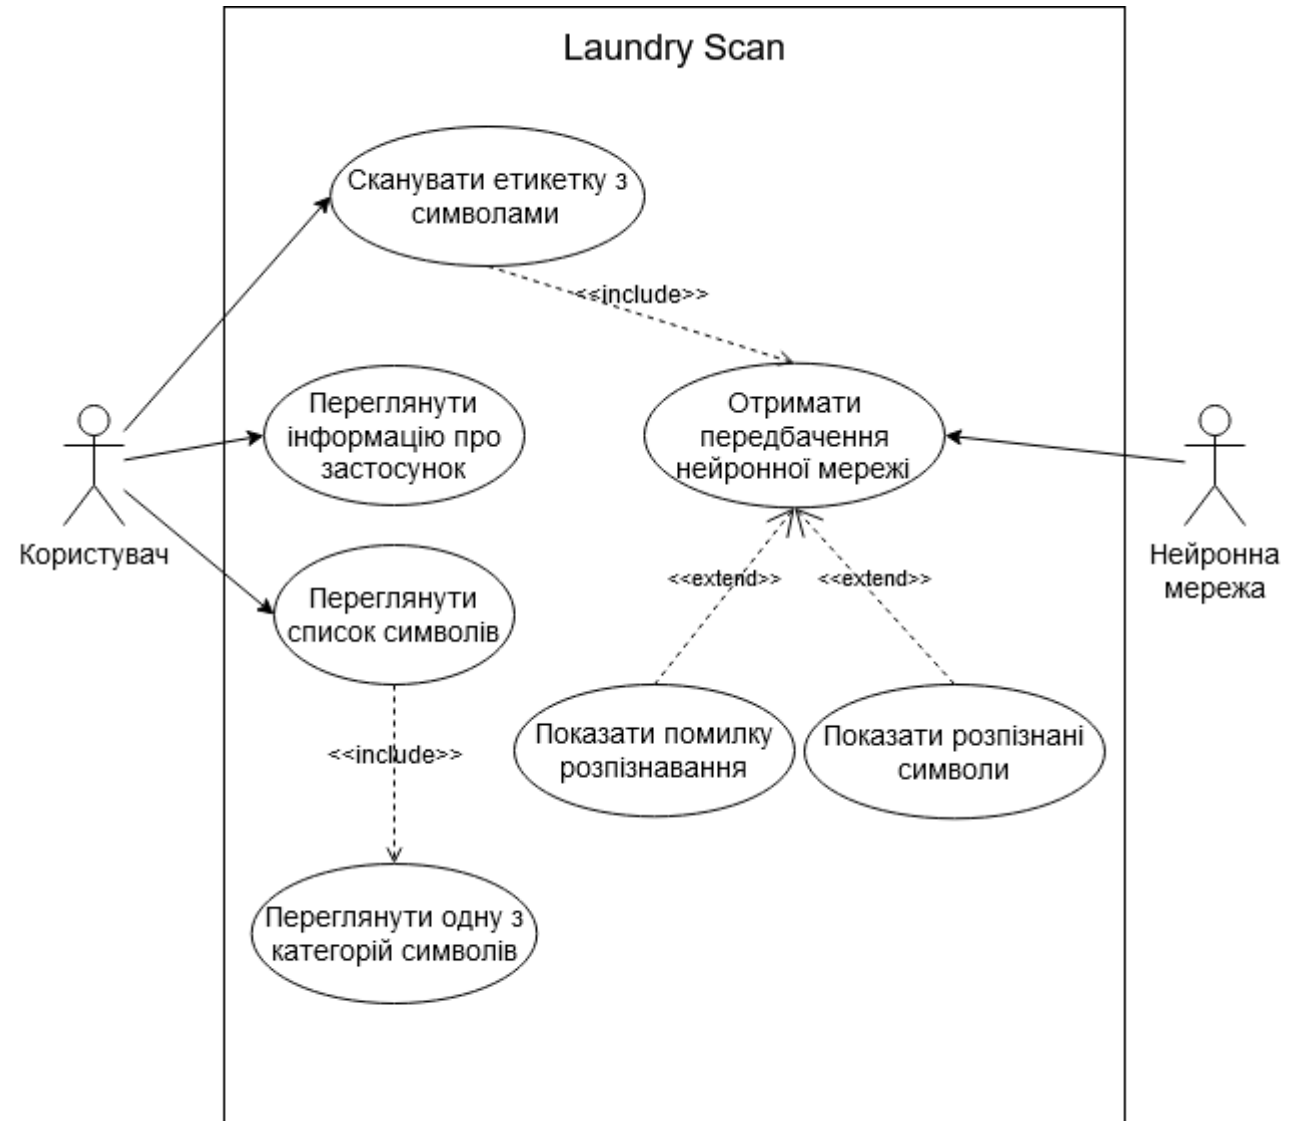 Laundry Scan
Сканувати етикетку з
символами
<<include>>
Переглянути
інформацію про
застосунок
Отримати
передбачення
нейронної мережі
Користувач
Нейронна
мережа
Переглянути
список символів
<<extend>>
<<extend>>
<<include>>
Показати помилку
розпізнавання
Показати розпізнані
символи
Переглянути одну з
категорій символів